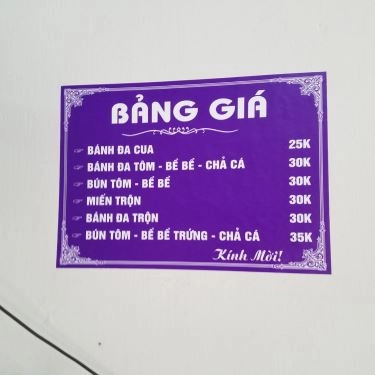 BẢNG GIÁ
BÁNH ĐA CUA 25K
BÁNH ĐA TÔM - BỀ BỀ - CHẢ CÁ 30K
BÚN TÔM - BỀ BỀ 30K
MIẾN TRỘN 30K
BÁNH ĐA TRỘN 30K
BÚN TÔM - BỀ BỀ TRỨNG - CHẢ CÁ 35K
Kính Mời!